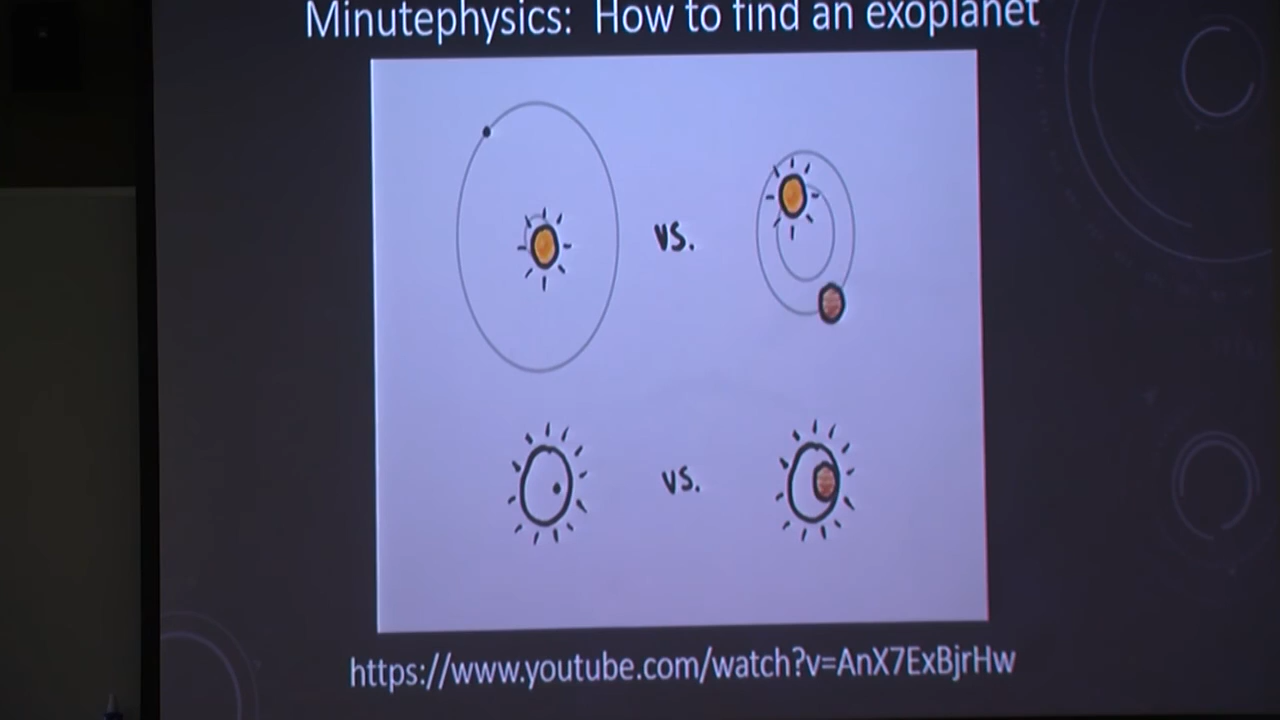 Minutephysics: How to find an exoplanet
vs.
vs.
https://www.youtube.com/watch?v=AnX7ExBjrHw